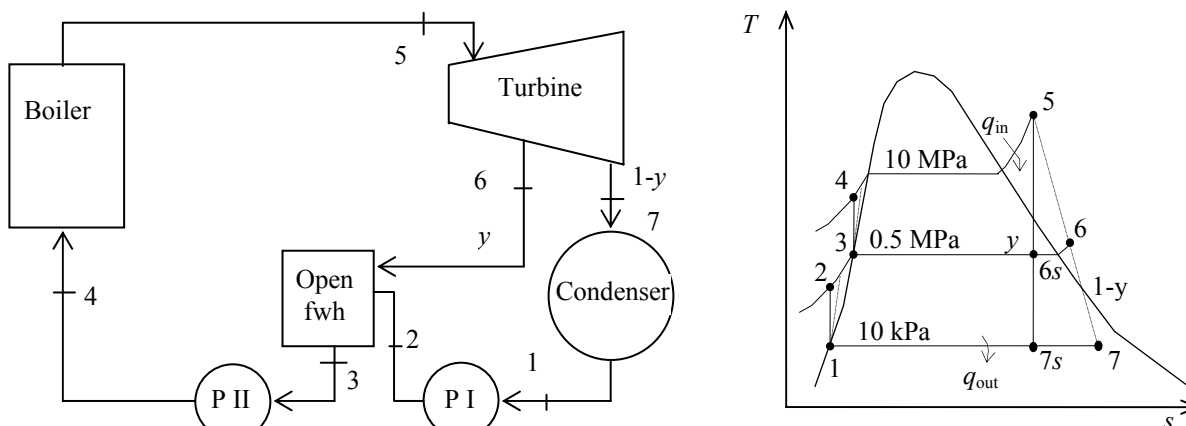 5
Boiler
Turbine
6
1-y
7
y
Open
fwh
Condenser
4
2
3
1
P II
P I
T
5
q_in
10 MPa
4
3
0.5 MPa
y
6
6s
2
1-y
10 kPa
1
q_out
7s
7
s